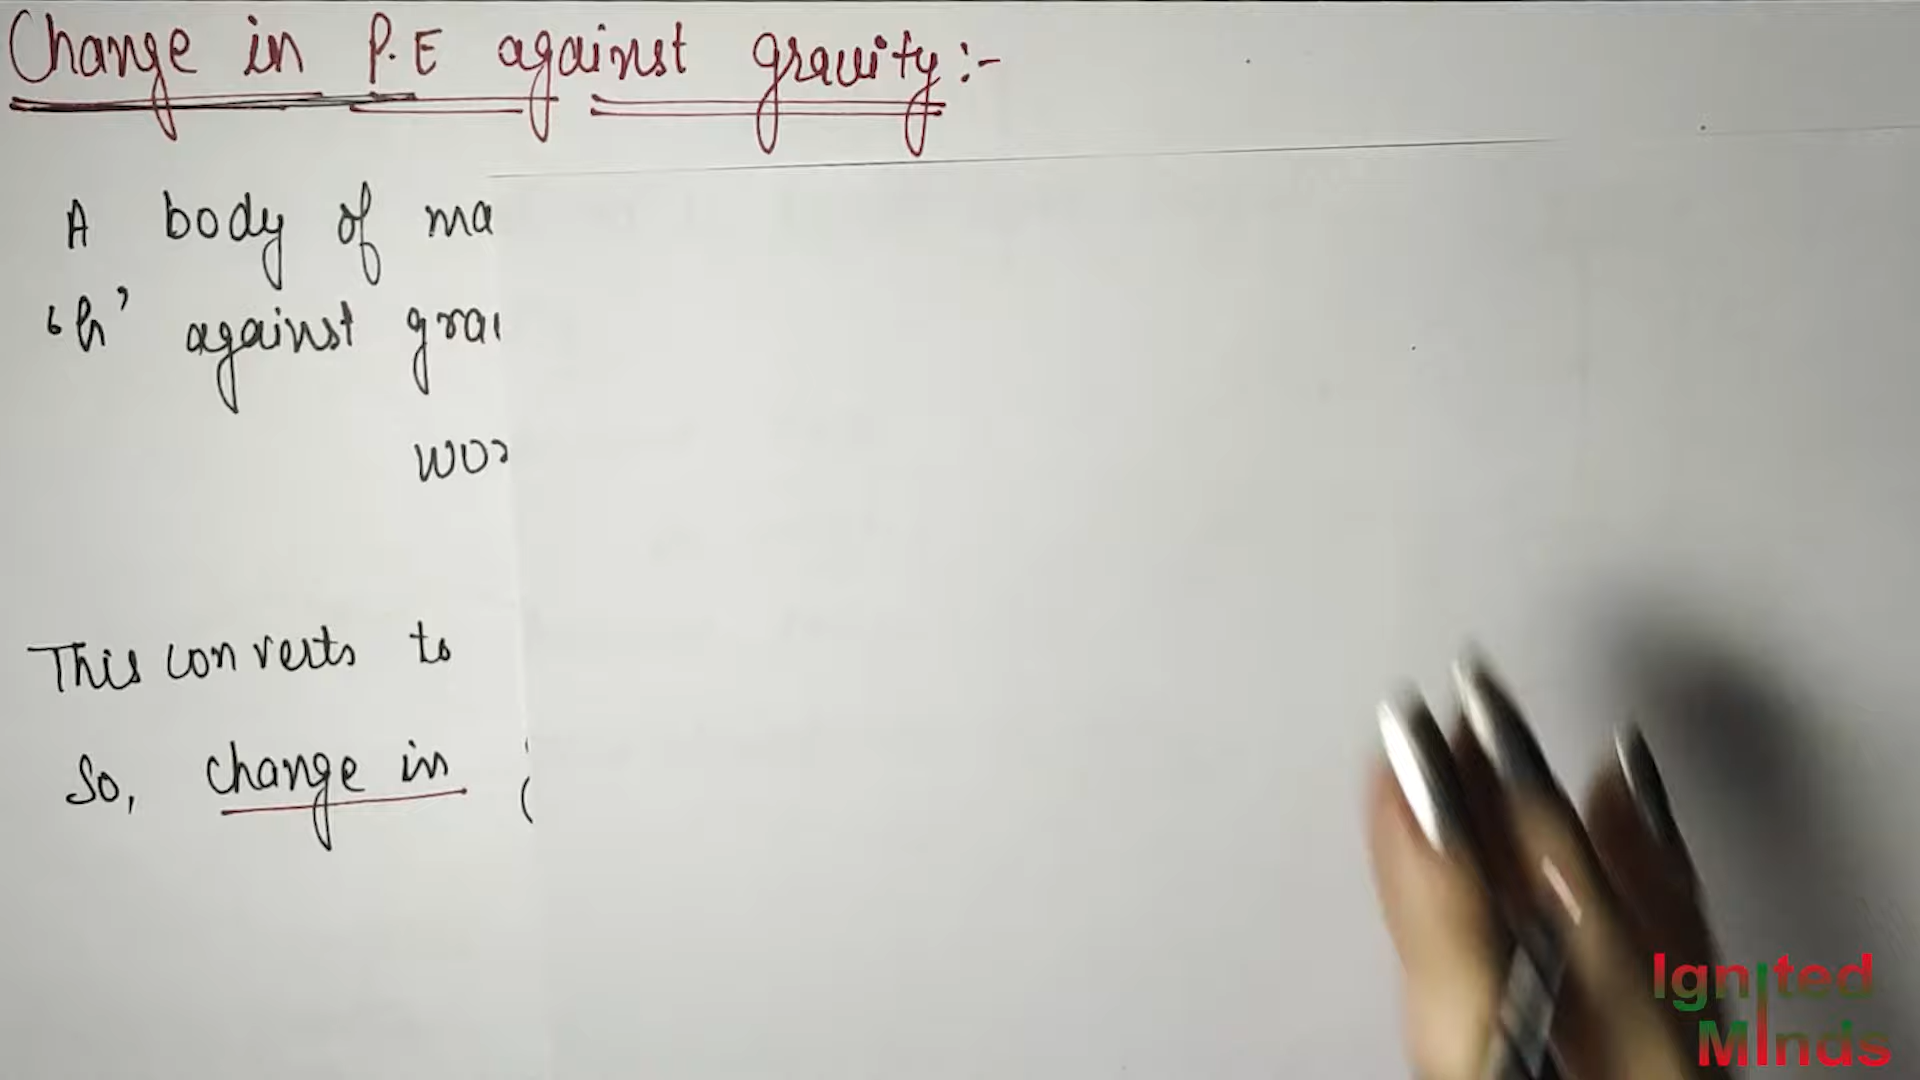 Change in P.E against gravity:-
A body of ma
'h' against gra
wor
This converts to
So, change in (
Ignited
Minds